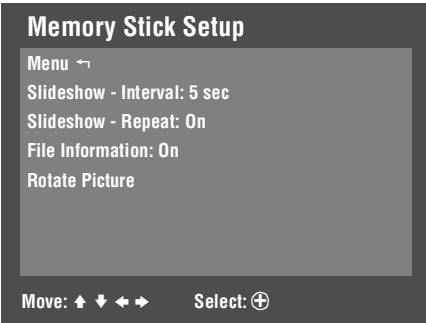 Memory Stick Setup
Menu
Slideshow - Interval: 5 sec
Slideshow - Repeat: On
File Information: On
Rotate Picture
Move: Select: